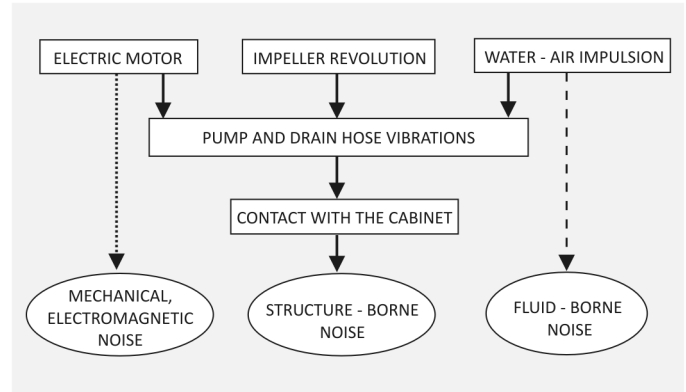 ELECTRIC MOTOR
IMPELLER REVOLUTION
WATER - AIR IMPULSION
PUMP AND DRAIN HOSE VIBRATIONS
CONTACT WITH THE CABINET
MECHANICAL,
ELECTROMAGNETIC
NOISE
STRUCTURE - BORNE
NOISE
FLUID - BORNE
NOISE